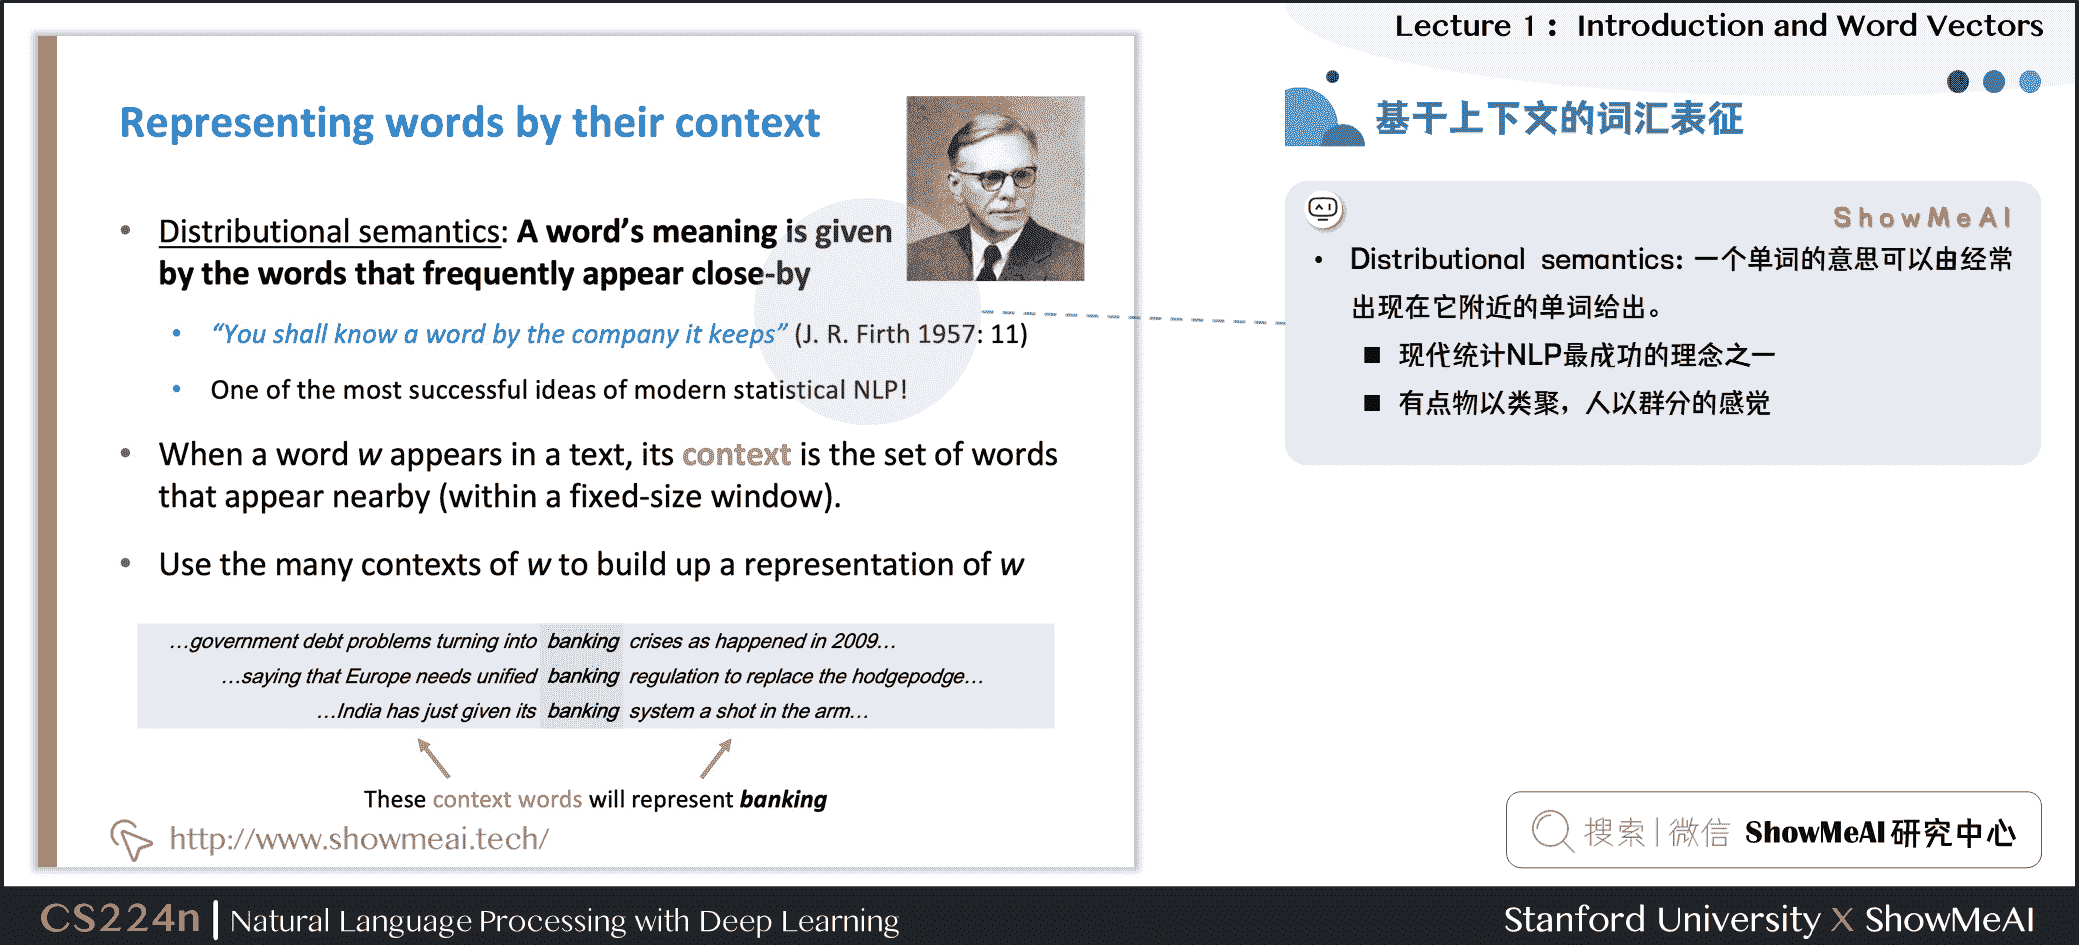 Lecture 1： Introduction and Word Vectors
Representing words by their context
• Distributional semantics: A word’s meaning is given
by the words that frequently appear close-by
• “You shall know a word by the company it keeps” (J. R. Firth 1957: 11)
• One of the most successful ideas of modern statistical NLP!
• When a word w appears in a text, its context is the set of words
that appear nearby (within a fixed-size window).
• Use the many contexts of w to build up a representation of w
…government debt problems turning into banking crises as happened in 2009…
…saying that Europe needs unified banking regulation to replace the hodgepodge…
…India has just given its banking system a shot in the arm…
These context words will represent banking
http://www.showmeai.tech/
基于上下文的词汇表征
ShowMeAI
• Distributional semantics: 一个单词的意思可以由经常
出现在它附近的单词给出。
■ 现代统计NLP最成功的理念之一
■ 有点物以类聚，人以群分的感觉
搜索|微信 ShowMeAI研究中心
CS224n | Natural Language Processing with Deep Learning
Stanford University X ShowMeAI